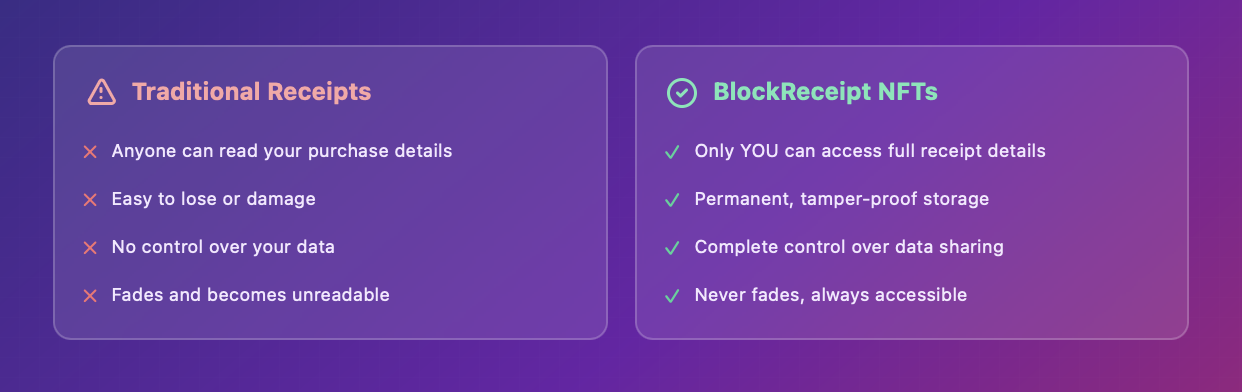 Traditional Receipts
Anyone can read your purchase details
Easy to lose or damage
No control over your data
Fades and becomes unreadable
BlockReceipt NFTs
Only YOU can access full receipt details
Permanent, tamper-proof storage
Complete control over data sharing
Never fades, always accessible